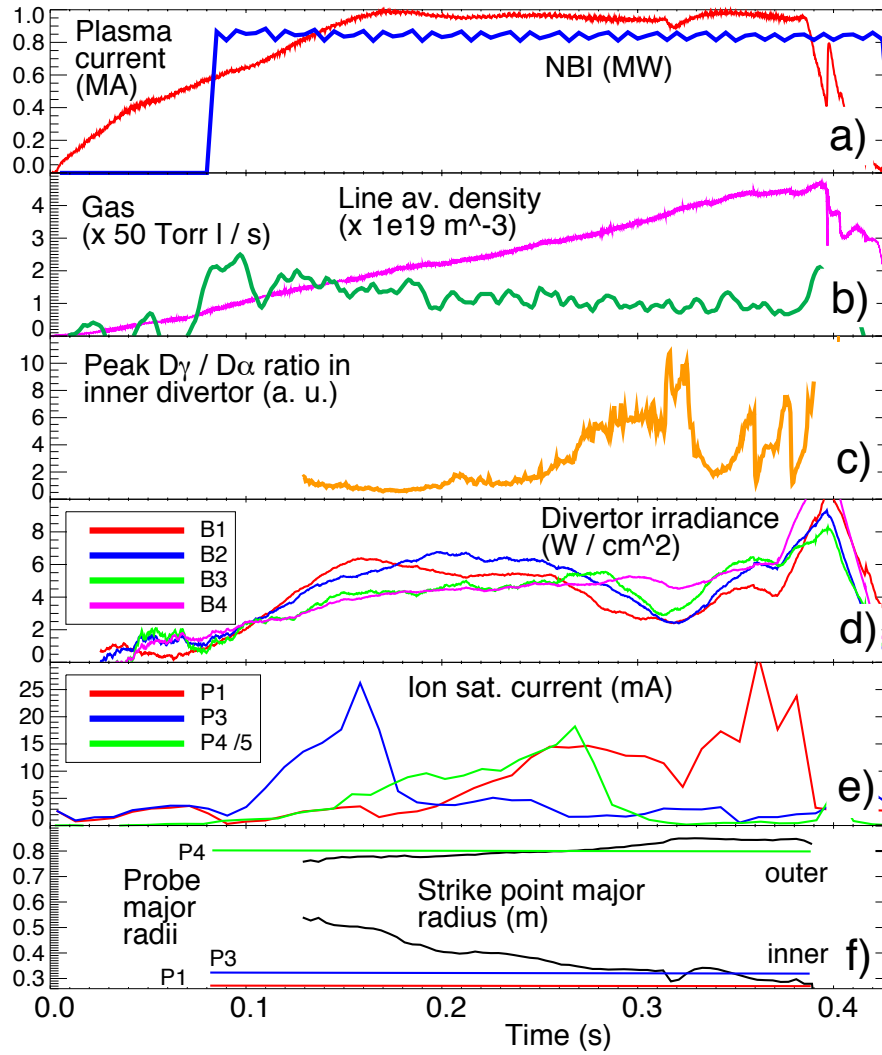 1.0
0.8
0.6
0.4
0.2
0.0
Plasma
current
(MA)
NBI (MW)
a)
4
3
2
1
0
Gas
(x 50 Torr l / s)
Line av. density
(x 1e19 m^-3)
b)
10
8
6
4
2
0
Peak Dγ / Dα ratio in
inner divertor (a. u.)
c)
8
6
4
2
0
B1
B2
B3
B4
Divertor irradiance
(W / cm^2)
d)
25
20
15
10
5
0
P1
P3
P4 /5
Ion sat. current (mA)
e)
0.8
0.7
0.6
0.5
0.4
0.3
P4
Probe
major
radii
P3
P1
Strike point major
radius (m)
outer
inner
f)
0.0
0.1
0.2
0.3
0.4
Time (s)